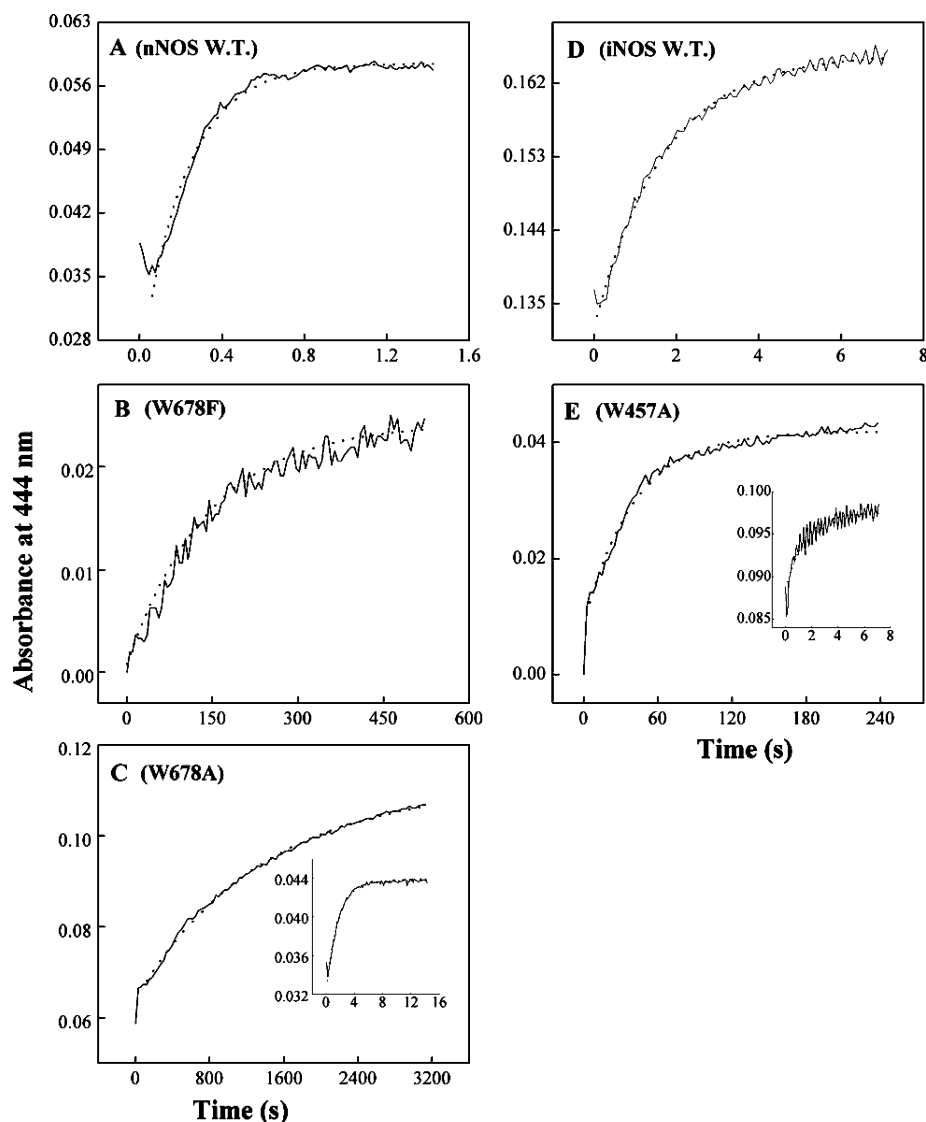 A (nNOS W.T.)
0.063
0.056
0.049
0.042
0.035
0.028
0.0 0.4 0.8 1.2 1.6
D (iNOS W.T.)
0.162
0.153
0.144
0.135
0 2 4 6 8
B (W678F)
0.02
0.01
0.00
0 150 300 450 600
E (W457A)
0.04
0.02
0.00
0 60 120 180 240
0.100
0.095
0.090
0.085
0 2 4 6 8
Time (s)
Absorbance at 444 nm
C (W678A)
0.12
0.10
0.08
0.06
0 800 1600 2400 3200
0.044
0.040
0.036
0.032
0 4 8 12 16
Time (s)